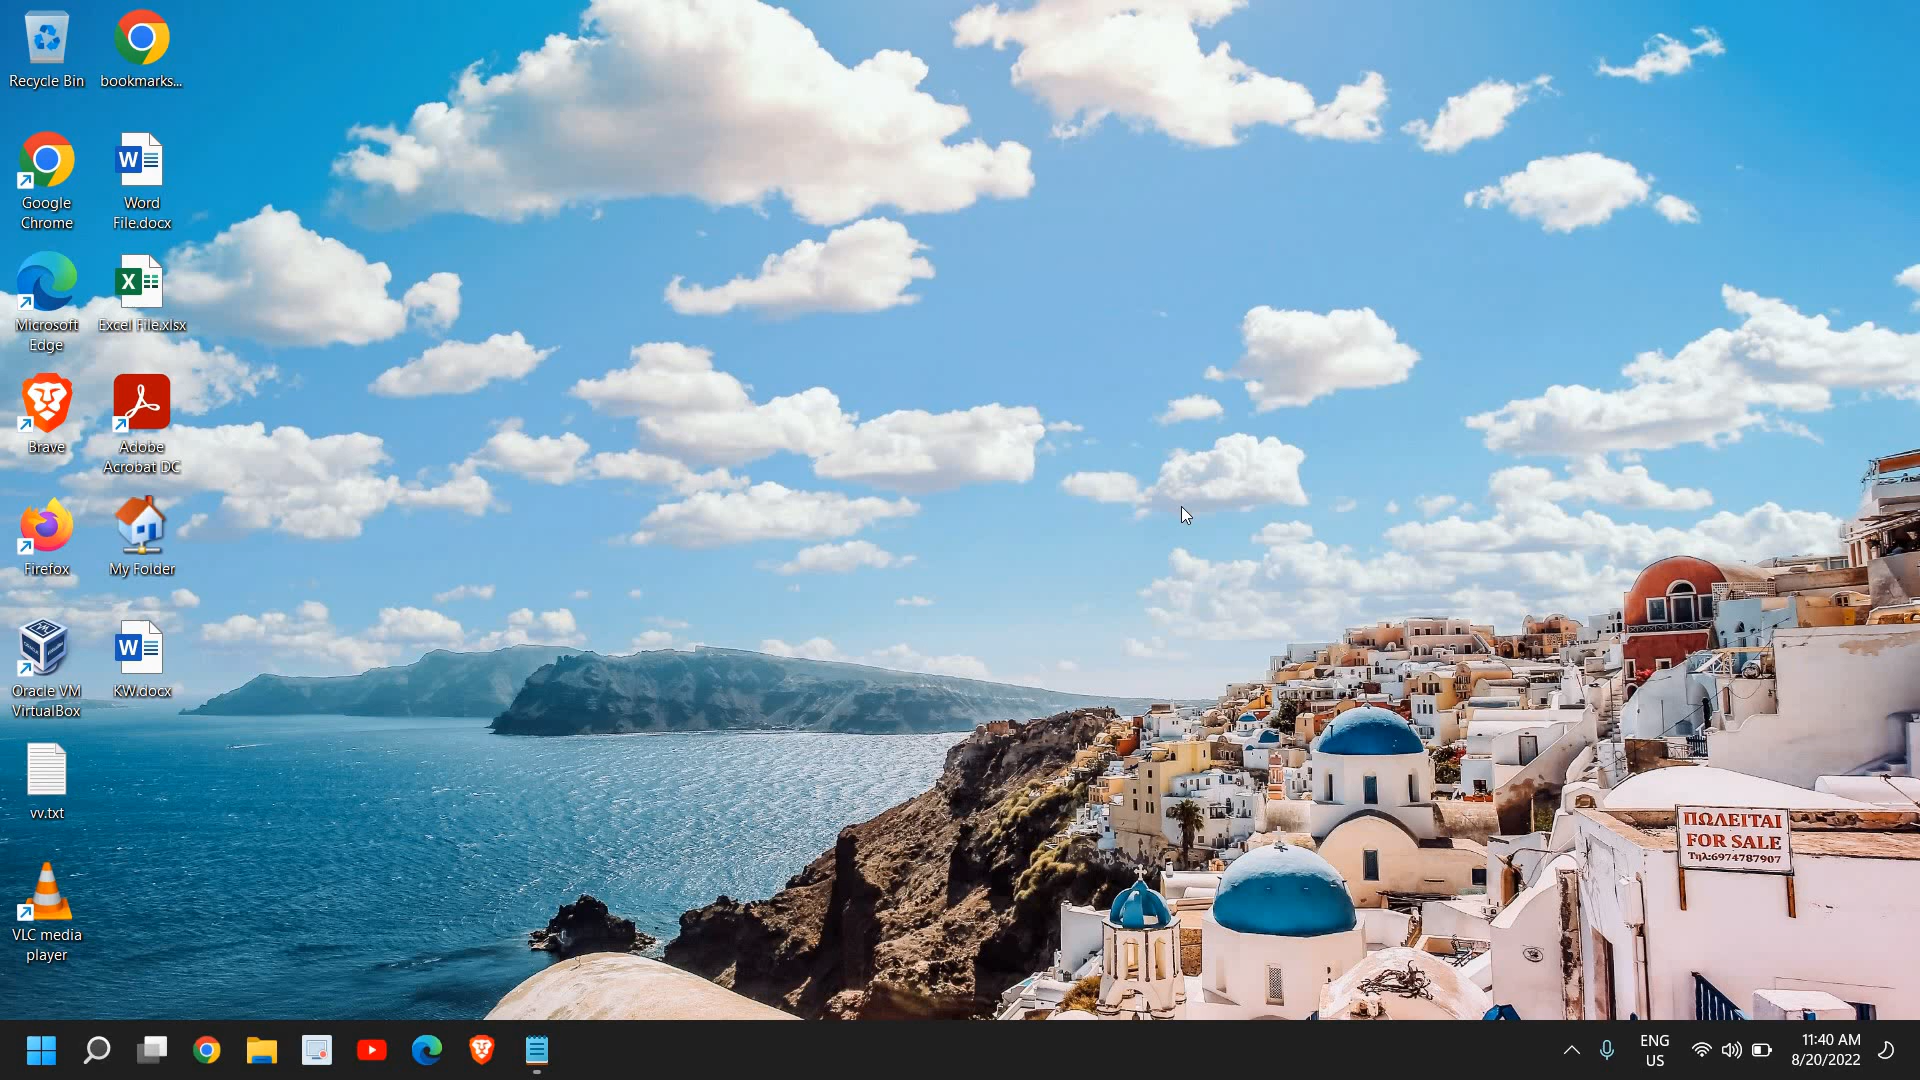 Recycle Bin
bookmarks...
Google
Chrome
Word
File.docx
Microsoft
Edge
Excel File.xlsx
Brave
Adobe
Acrobat DC
Firefox
My Folder
Oracle VM
VirtualBox
KW.docx
vv.txt
VLC media
player
ΠΩΛΕΙΤΑΙ
FOR SALE
Τηλ:6974787907
ENG
US
11:40 AM
8/20/2022